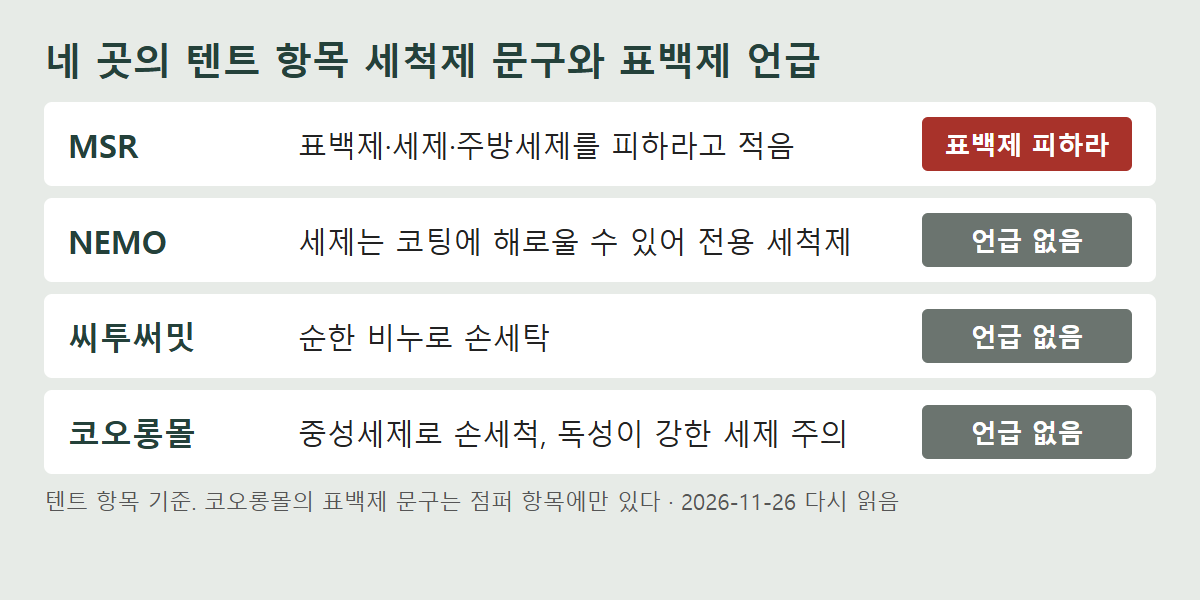 네 곳의 텐트 항목 세척제 문구와 표백제 언급
MSR 표백제·세제·주방세제를 피하라고 적음 표백제 피하라
NEMO 세제는 코팅에 해로울 수 있어 전용 세척제 언급 없음
씨투써밋 순한 비누로 손세탁 언급 없음
코오롱몰 중성세제로 손세척, 독성이 강한 세제 주의 언급 없음
텐트 항목 기준. 코오롱몰의 표백제 문구는 점퍼 항목에만 있다 · 2026-11-26 다시 읽음